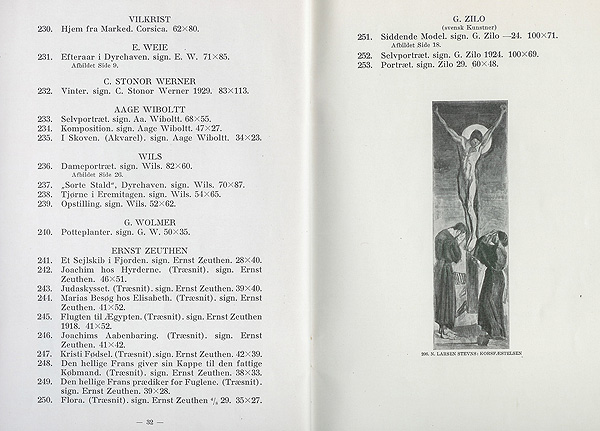 VILKRIST
230. Hjem fra Marked. Corsica. 62×80.
E. WEIE
231. Efteraar i Dyrehaven. sign. E. W. 71×85.
Afbildet Side 9.
C. STONOR WERNER
232. Vinter. sign. C. Stonor Werner 1929. 83×113.
AAGE WIBOLTT
233. Selvportræt. sign. Aa. Wiboltt. 68×55.
234. Komposition. sign. Aage Wiboltt. 47×27.
235. I Skoven. (Akvarel). sign. Aage Wiboltt. 34×23.
WILS
236. Dameportræt. sign. Wils. 82×60.
Afbildet Side 26.
237. „Sorte Stald“, Dyrehaven. sign. Wils. 70×87.
238. Tjørne i Eremitagen. sign. Wils. 54×65.
239. Opstilling. sign. Wils. 52×62.
G. WOLMER
240. Potteplanter. sign. G. W. 50×35.
ERNST ZEUTHEN
241. Et Sejlskib i Fjorden. sign. Ernst Zeuthen. 28×40.
242. Joachim hos Hyrderne. (Træsnit). sign. Ernst
Zeuthen. 46×51.
243. Judaskysset. (Træsnit). sign. Ernst Zeuthen. 39×40.
244. Marias Besøg hos Elisabeth. (Træsnit). sign. Ernst
Zeuthen. 41×52.
245. Flugten til Ægypten. (Træsnit). sign. Ernst Zeuthen
1918. 41×52.
246. Joachims Aabenbaring. (Træsnit). sign. Ernst
Zeuthen. 41×42.
247. Kristi Fødsel. (Træsnit). sign. Ernst Zeuthen. 42×39.
248. Den hellige Frans giver sin Kappe til den fattige
Købmand. (Træsnit). sign. Ernst Zeuthen. 38×33.
249. Den hellige Frans prædiker for Fuglene. (Træsnit).
sign. Ernst Zeuthen. 39×28.
250. Flora. (Træsnit). sign. Ernst Zeuthen 29. 35×27.
— 32 —
G. ZILO
(svensk Kunstner)
251. Siddende Model. sign. G. Zilo —24. 100×71.
Afbildet Side 18.
252. Selvportræt. sign. G. Zilo 1924. 100×69.
253. Portræt. sign. Zilo 29. 60×48.
206. N. LARSEN STEVNS: KORSFÆSTELSEN